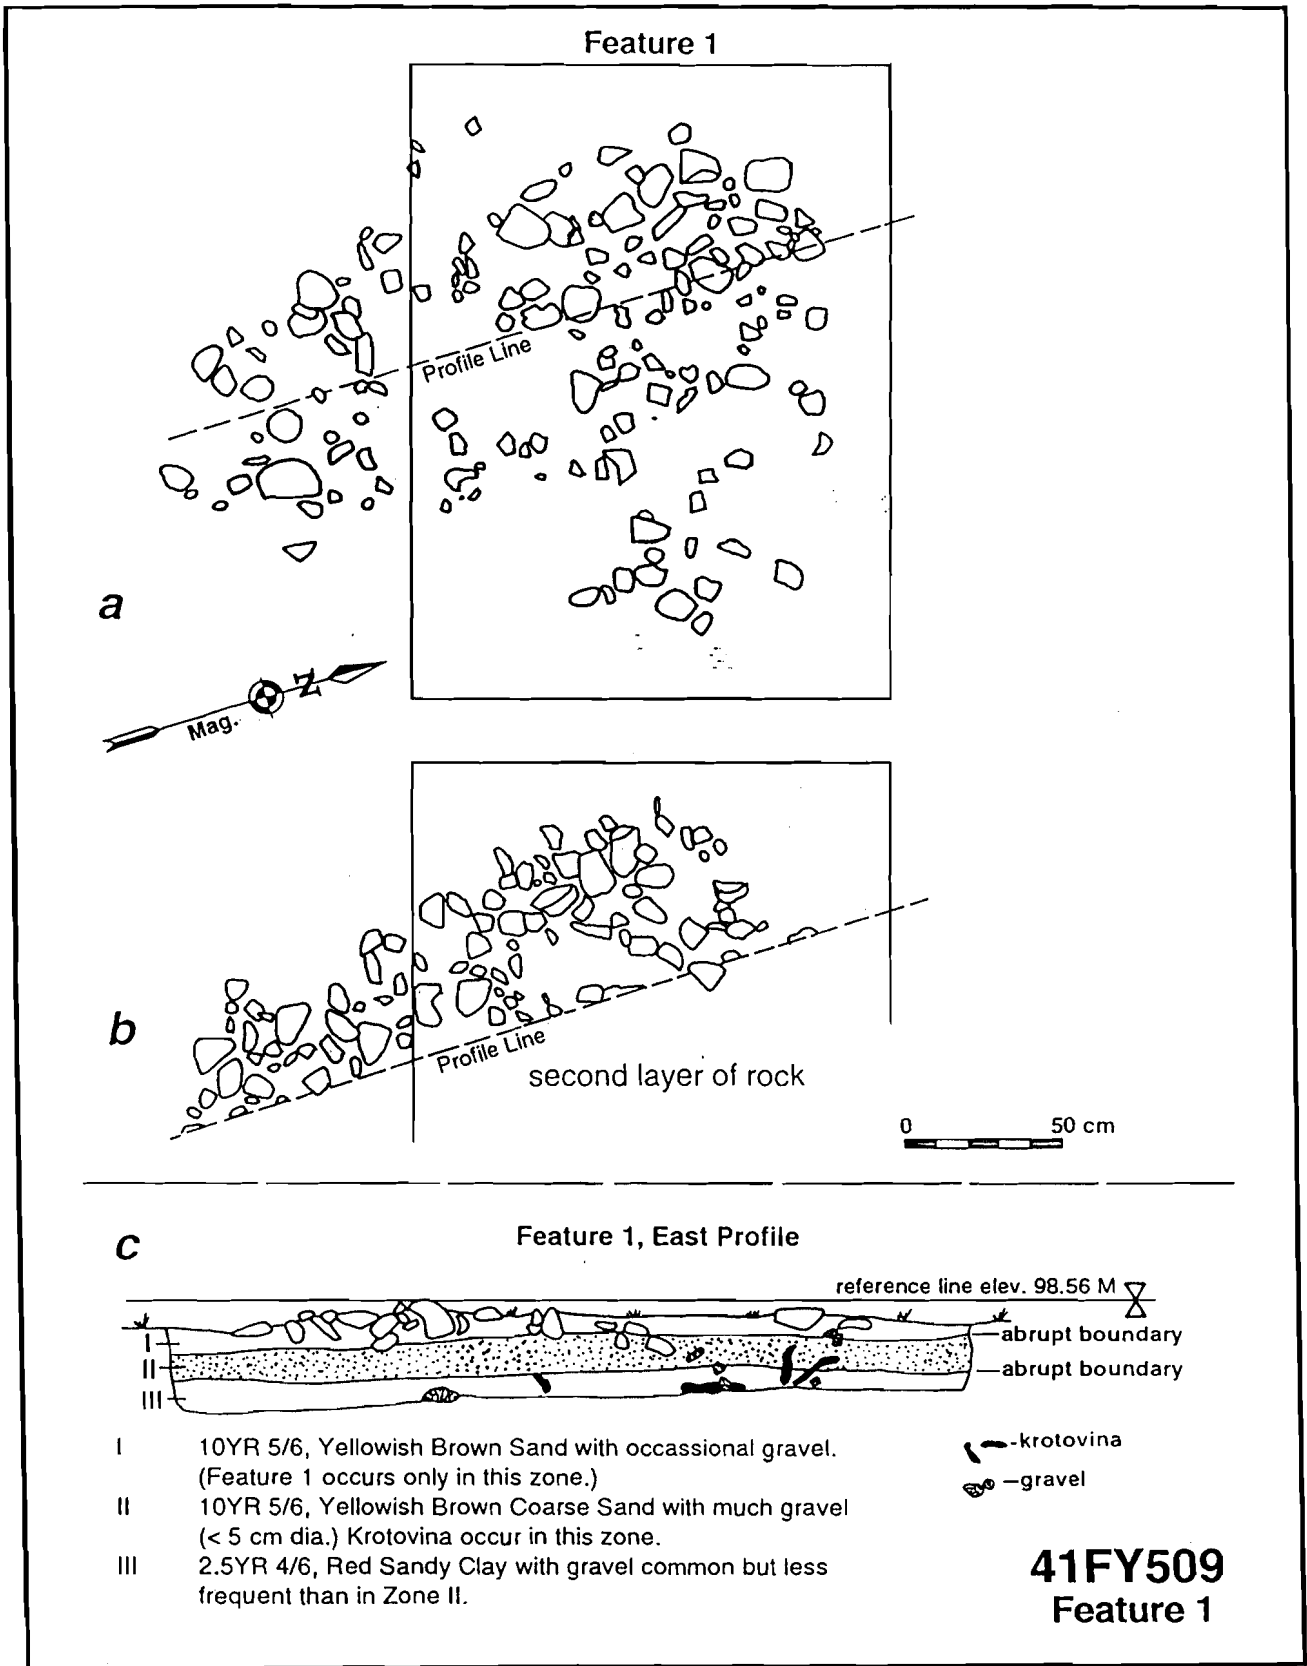 Feature 1
Profile Line
a
N
Mag.
b
Profile Line
second layer of rock
0 50 cm
c
Feature 1, East Profile
reference line elev. 98.56 M
I
abrupt boundary
II
abrupt boundary
III
I 10YR 5/6, Yellowish Brown Sand with occassional gravel.
(Feature 1 occurs only in this zone.)
II 10YR 5/6, Yellowish Brown Coarse Sand with much gravel
(< 5 cm dia.) Krotovina occur in this zone.
III 2.5YR 4/6, Red Sandy Clay with gravel common but less
frequent than in Zone II.
-krotovina
-gravel
41FY509
Feature 1